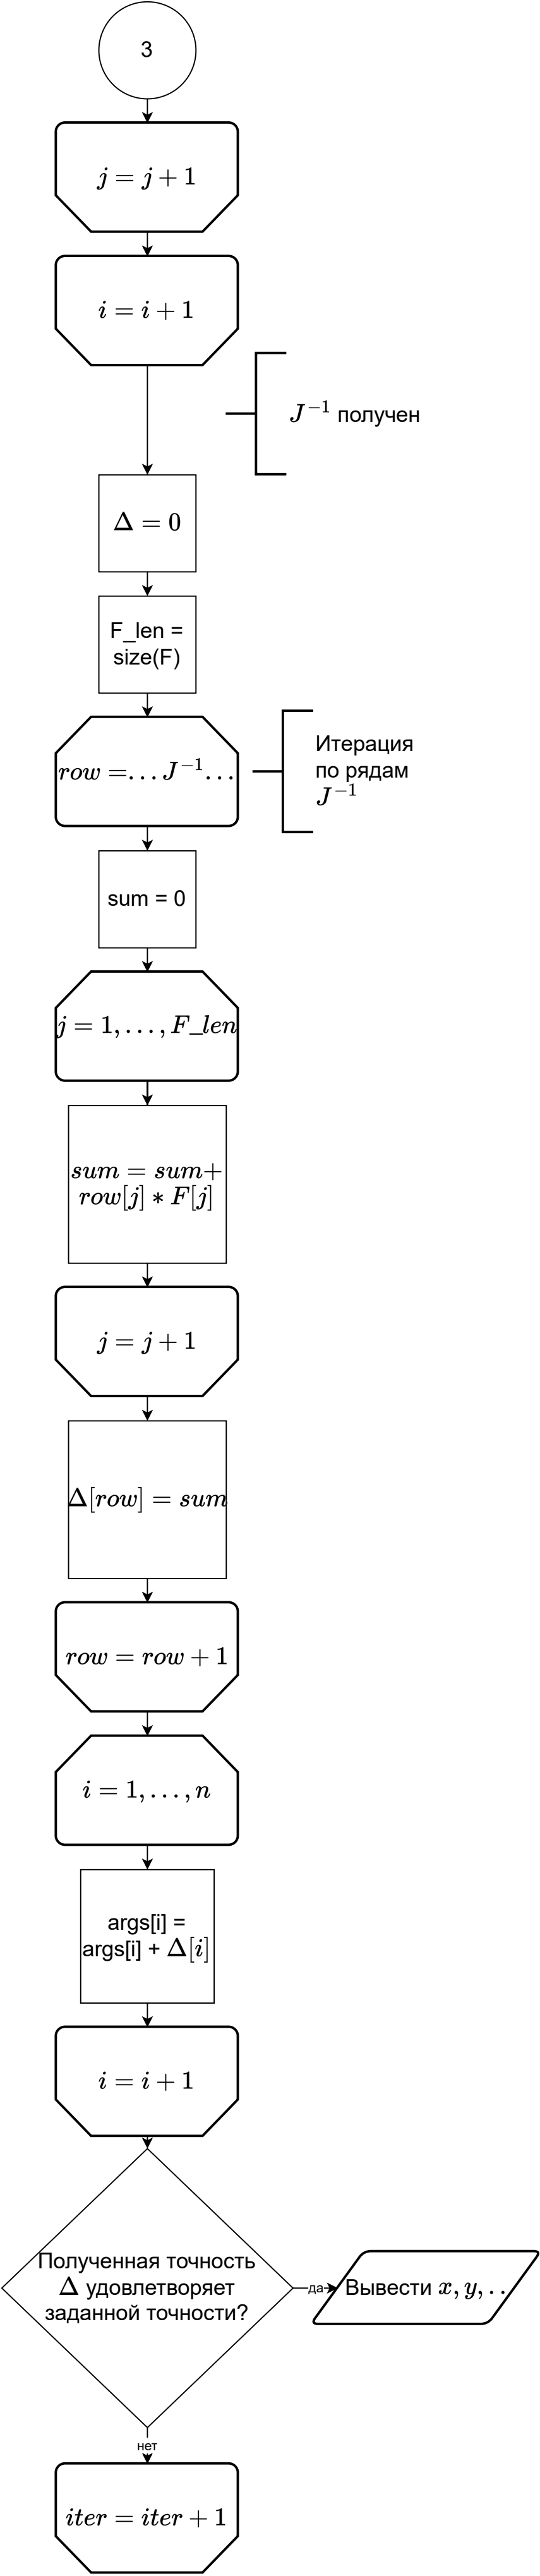 3
j = j + 1
i = i + 1
J⁻¹ получен
Δ = 0
F_len =
size(F)
row = ... J⁻¹ ...
Итерация
по рядам
J⁻¹
sum = 0
j = 1, ..., F_len
sum = sum+
row[j] * F[j]
j = j + 1
Δ[row] = sum
row = row + 1
i = 1, ..., n
args[i] =
args[i] + Δ[i]
i = i + 1
Полученная точность
Δ удовлетворяет
заданной точности?
да
Вывести x, y, ..
нет
iter = iter + 1